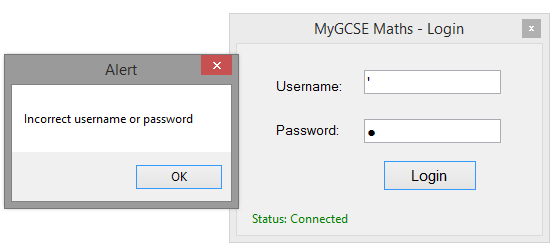 Alert
Incorrect username or password
OK
MyGCSE Maths - Login
Username: '
Password: ●
Login
Status: Connected